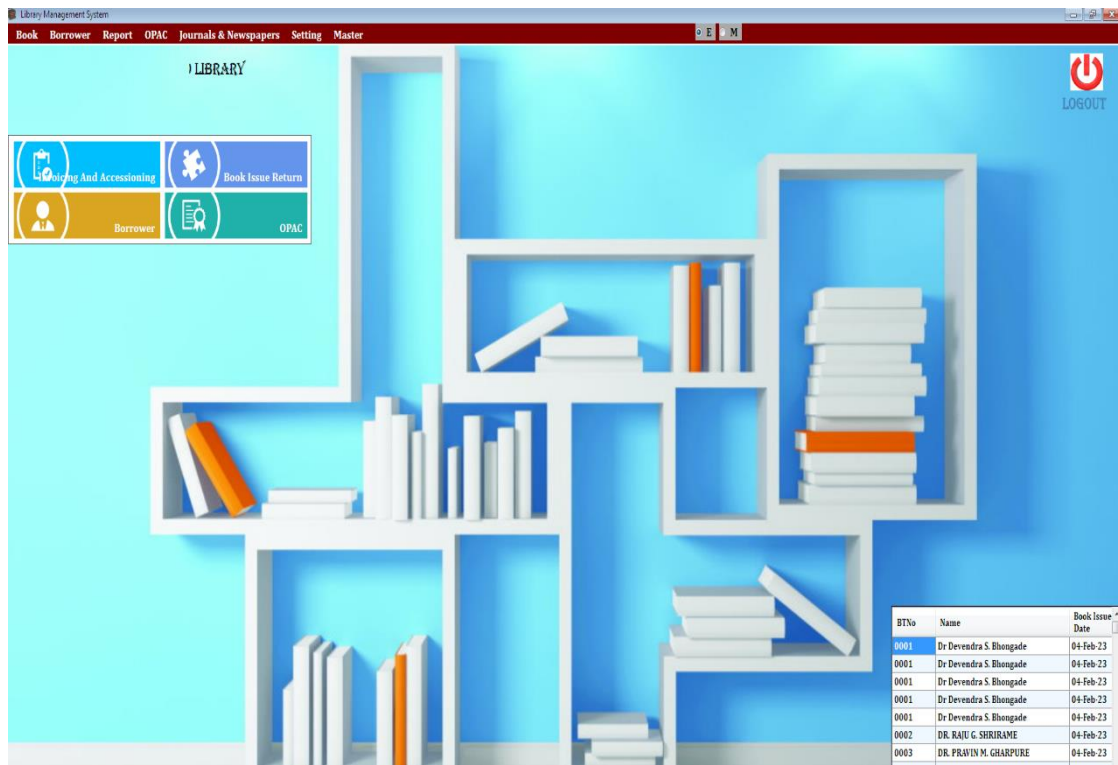 Library Management System
Book Borrower Report OPAC Journals & Newspapers Setting Master E M
) LIBRARY
LOGOUT
oicing And Accessioning Book Issue Return
Borrower OPAC
BTNo Name Book Issue Date
0001 Dr Devendra S. Bhongade 04-Feb-23
0001 Dr Devendra S. Bhongade 04-Feb-23
0001 Dr Devendra S. Bhongade 04-Feb-23
0001 Dr Devendra S. Bhongade 04-Feb-23
0001 Dr Devendra S. Bhongade 04-Feb-23
0002 DR. RAJU G. SHRIRAME 04-Feb-23
0003 DR. PRAVIN M. GHARPURE 04-Feb-23